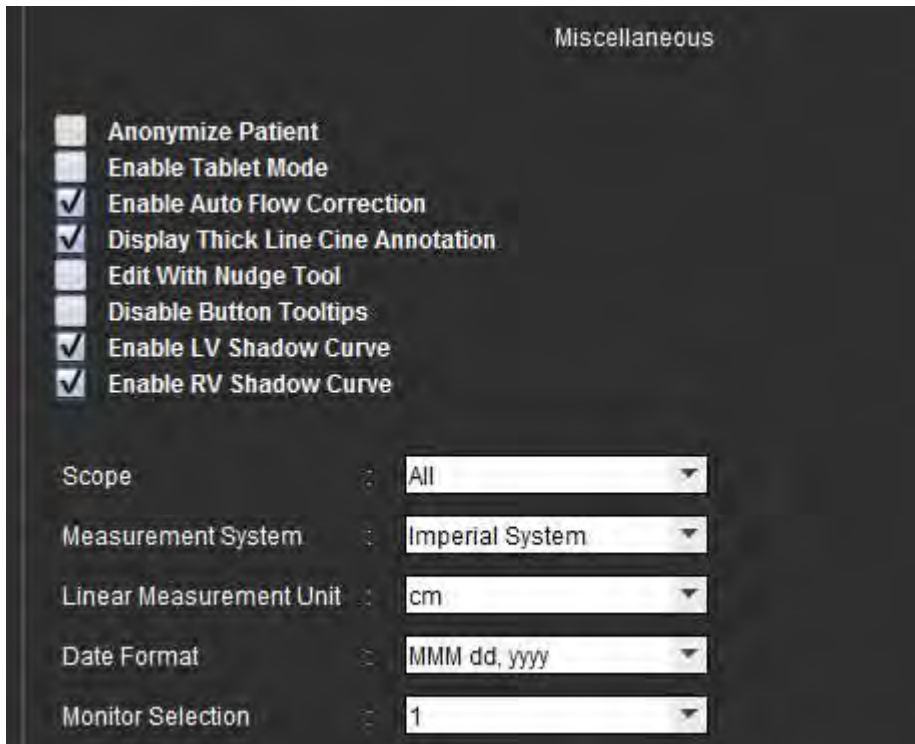 Miscellaneous
Anonymize Patient
Enable Tablet Mode
Enable Auto Flow Correction
Display Thick Line Cine Annotation
Edit With Nudge Tool
Disable Button Tooltips
Enable LV Shadow Curve
Enable RV Shadow Curve
Scope : All
Measurement System : Imperial System
Linear Measurement Unit : cm
Date Format : MMM dd, yyyy
Monitor Selection : 1